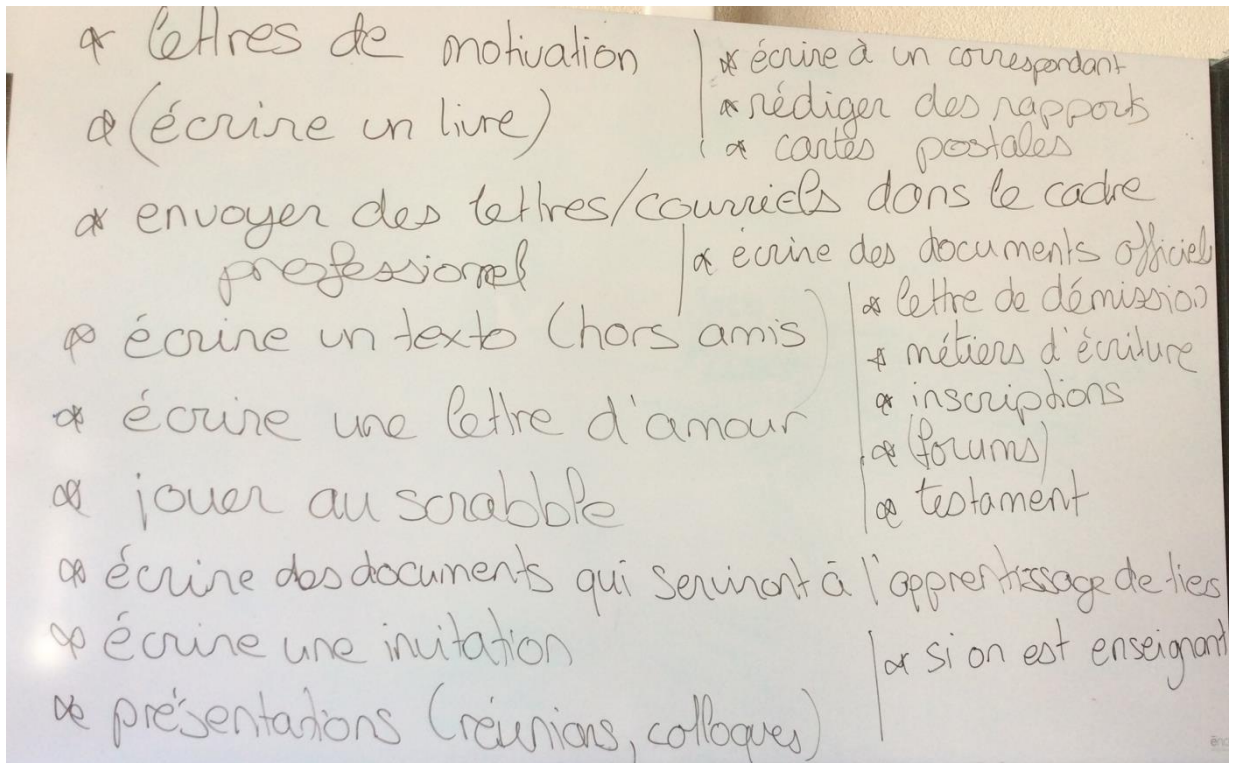 lettres de motivation
(écrire un livre)
écrire à un correspondant
rédiger des rapports
cartes postales
envoyer des lettres/courriels dans le cadre
professionnel
écrire des documents officiels
écrire un texto (hors amis)
écrire une lettre d'amour
jouer au scrabble
lettre de démission
métiers d'écriture
inscriptions
(forums)
testament
écrire des documents qui serviront à l'apprentissage de tiers
écrire une invitation
si on est enseignant
présentations (réunions, colloques)